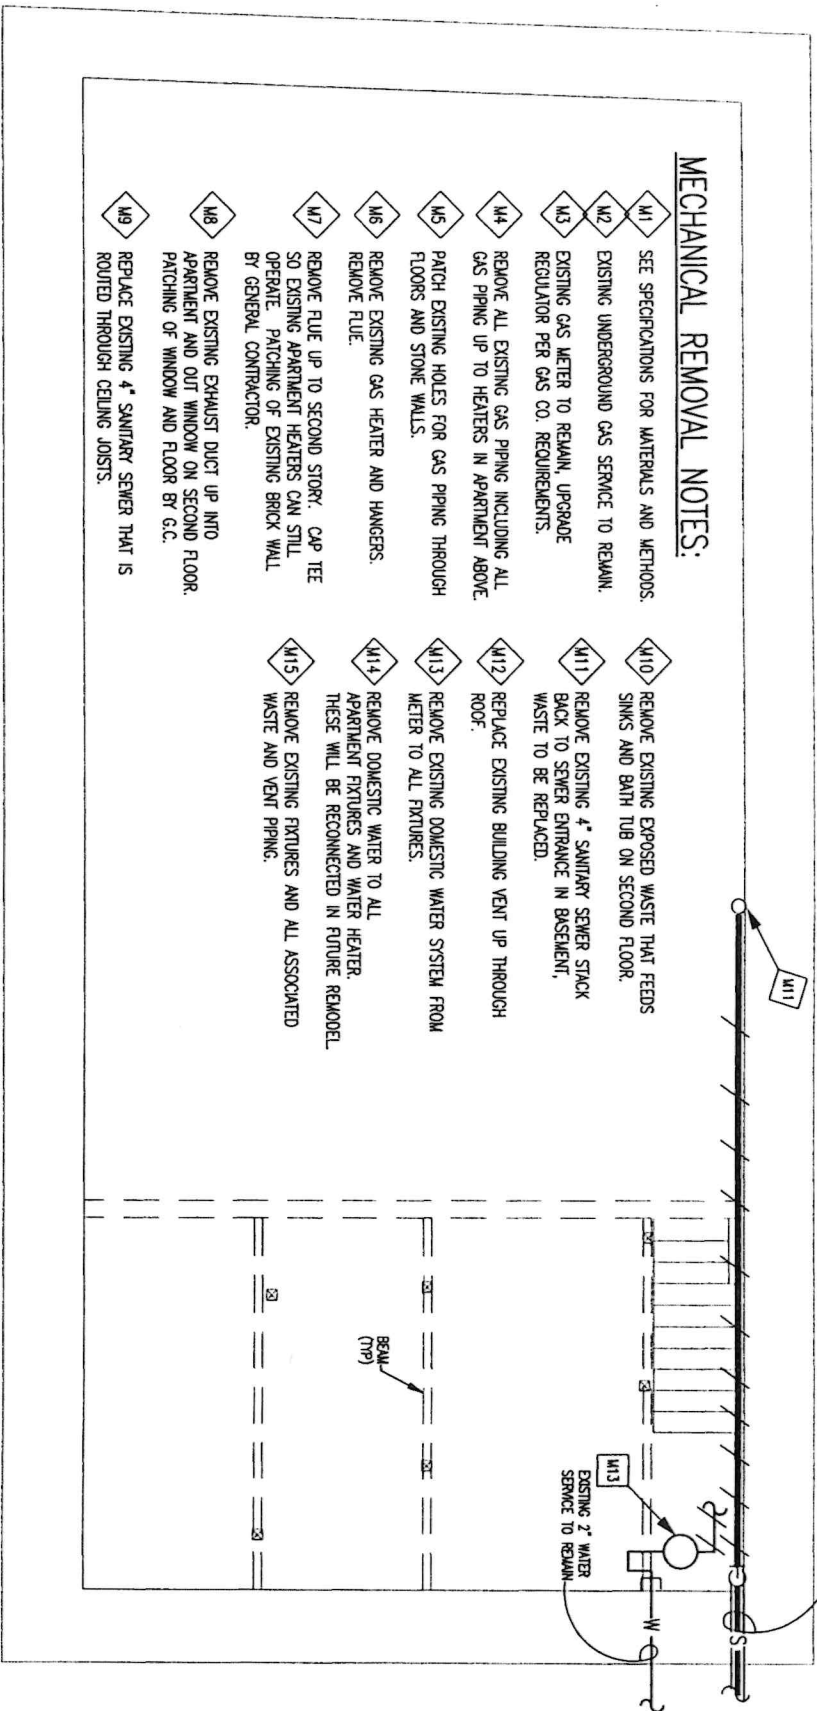 MECHANICAL REMOVAL NOTES:
M1 SEE SPECIFICATIONS FOR MATERIALS AND METHODS.
M2 EXISTING UNDERGROUND GAS SERVICE TO REMAIN.
M3 EXISTING GAS METER TO REMAIN, UPGRADE
REGULATOR PER GAS CO. REQUIREMENTS.
M4 REMOVE ALL EXISTING GAS PIPING INCLUDING ALL
GAS PIPING UP TO HEATERS IN APARTMENT ABOVE.
M5 PATCH EXISTING HOLES FOR GAS PIPING THROUGH
FLOORS AND STONE WALLS.
M6 REMOVE EXISTING GAS HEATER AND HANGERS.
REMOVE FLUE.
M7 REMOVE FLUE UP TO SECOND STORY. CAP TEE
SO EXISTING APARTMENT HEATERS CAN STILL
OPERATE. PATCHING OF EXISTING BRICK WALL
BY GENERAL CONTRACTOR.
M8 REMOVE EXISTING EXHAUST DUCT UP INTO
APARTMENT AND OUT WINDOW ON SECOND FLOOR.
PATCHING OF WINDOW AND FLOOR BY G.C.
M9 REPLACE EXISTING 4" SANITARY SEWER THAT IS
ROUTED THROUGH CEILING JOISTS.
M10 REMOVE EXISTING EXPOSED WASTE THAT FEEDS
SINKS AND BATH TUB ON SECOND FLOOR.
M11 REMOVE EXISTING 4" SANITARY SEWER STACK
BACK TO SEWER ENTRANCE IN BASEMENT,
WASTE TO BE REPLACED.
M12 REPLACE EXISTING BUILDING VENT UP THROUGH
ROOF.
M13 REMOVE EXISTING DOMESTIC WATER SYSTEM FROM
METER TO ALL FIXTURES.
M14 REMOVE DOMESTIC WATER TO ALL
APARTMENT FIXTURES AND WATER HEATER.
THESE WILL BE RECONNECTED IN FUTURE REMODEL.
M15 REMOVE EXISTING FIXTURES AND ALL ASSOCIATED
WASTE AND VENT PIPING.
M11
BEAM
(TYP)
M13
EXISTING 2" WATER
SERVICE TO REMAIN
W
S